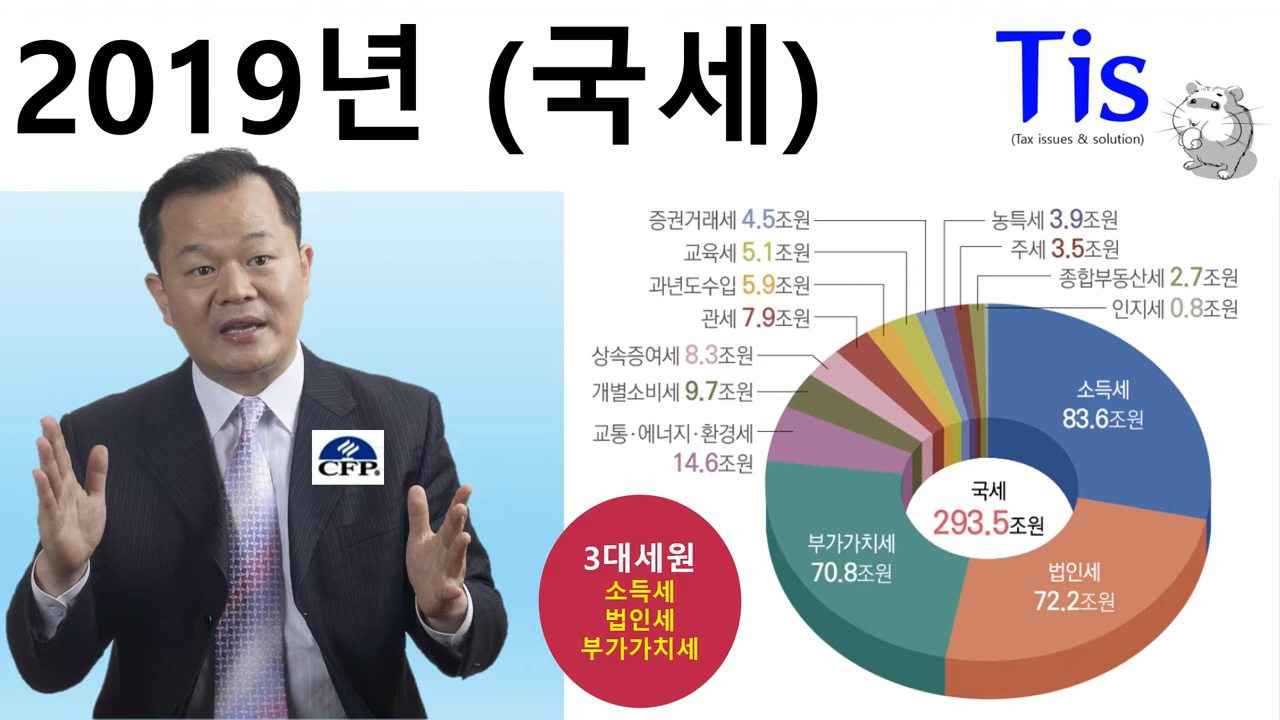 2019년 (국세)
Tis
(Tax issues & solution)
증권거래세 4.5조원
교육세 5.1조원
과년도수입 5.9조원
관세 7.9조원
상속증여세 8.3조원
개별소비세 9.7조원
교통·에너지·환경세
14.6조원
농특세 3.9조원
주세 3.5조원
종합부동산세 2.7조원
인지세 0.8조원
소득세
83.6조원
국세
293.5조원
부가가치세
70.8조원
법인세
72.2조원
CFP®
3대세원
소득세
법인세
부가가치세